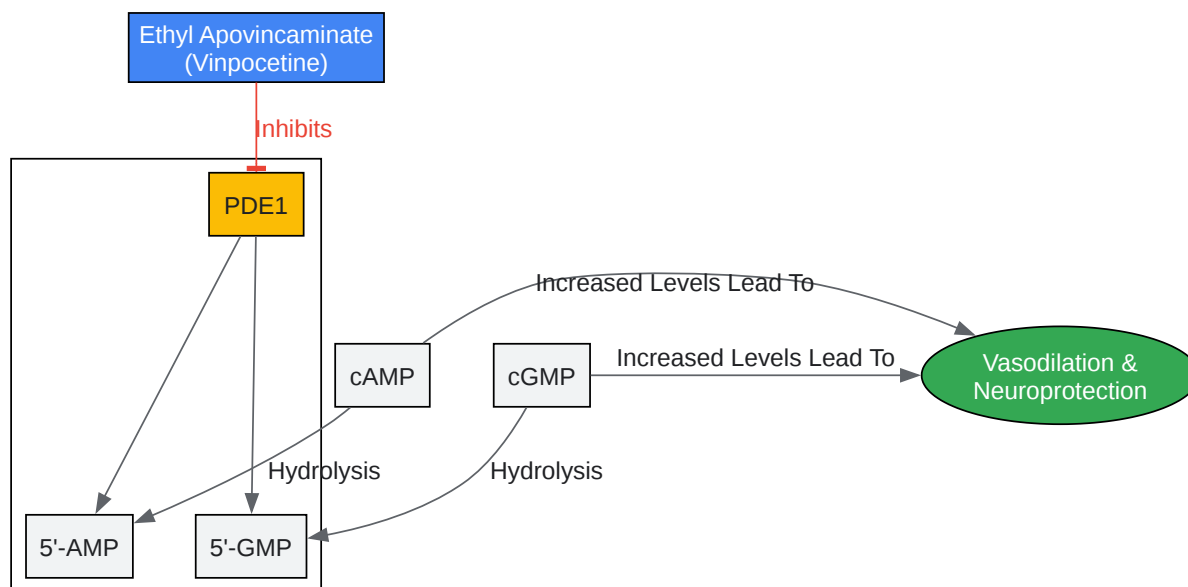 Ethyl Apovincaminate
(Vinpocetine)
Inhibits
PDE1
Increased Levels Lead To
cAMP
cGMP
Increased Levels Lead To
Vasodilation &
Neuroprotection
Hydrolysis
Hydrolysis
5'-AMP
5'-GMP